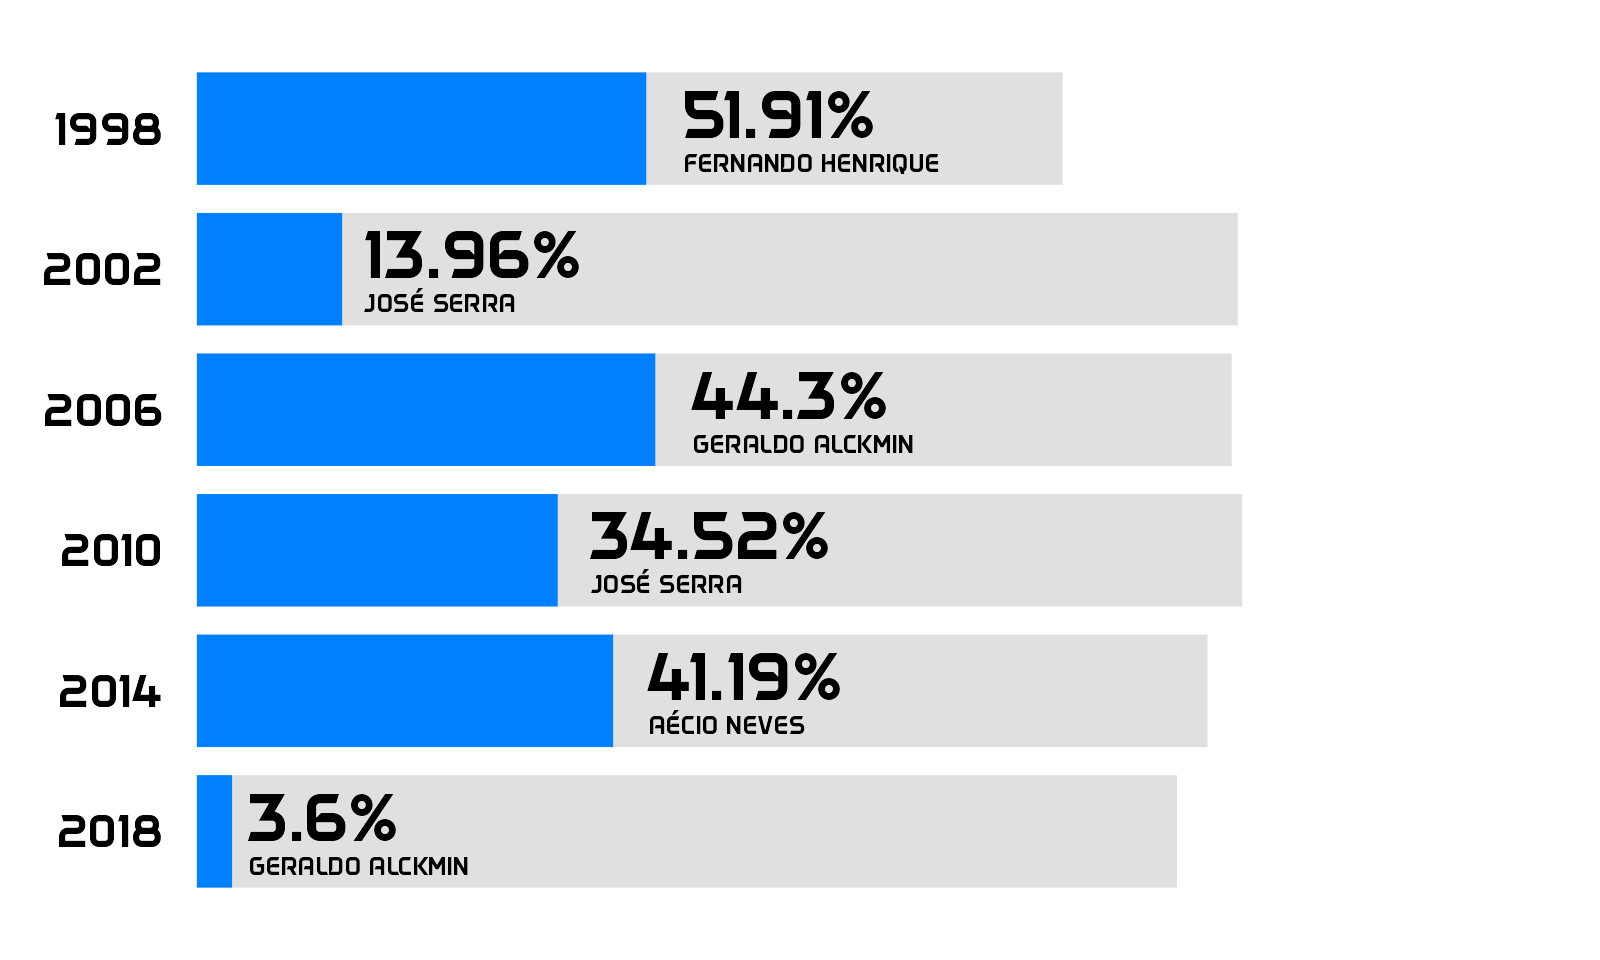 1998
51.91%
FERNANDO HENRIQUE
2002
13.96%
JOSÉ SERRA
2006
44.3%
GERALDO ALCKMIN
2010
34.52%
JOSÉ SERRA
2014
41.19%
AÉCIO NEVES
2018
3.6%
GERALDO ALCKMIN